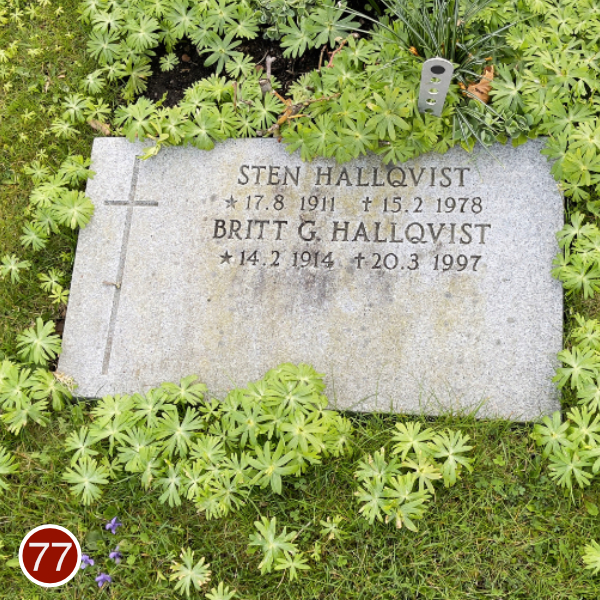 STEN HALLQVIST
★17.8 1911 ✝15.2 1978
BRITT G. HALLQVIST
★14.2 1914 ✝20.3 1997
77